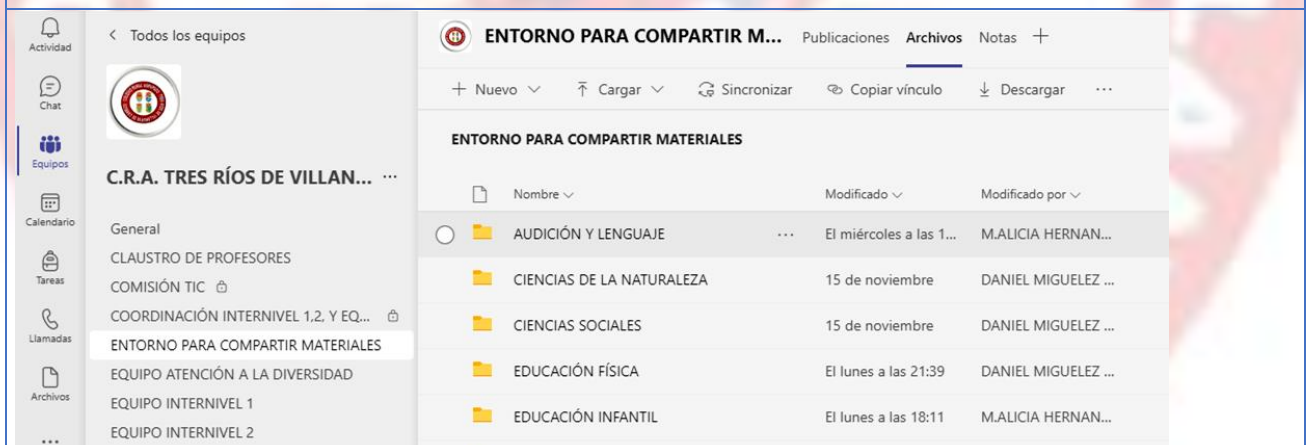 Actividad
Chat
Equipos
Calendario
Tareas
Llamadas
Archivos
...
< Todos los equipos
C.R.A. TRES RÍOS DE VILLAN... ...
General
CLAUSTRO DE PROFESORES
COMISIÓN TIC
COORDINACIÓN INTERNIVEL 1,2, Y EQ...
ENTORNO PARA COMPARTIR MATERIALES
EQUIPO ATENCIÓN A LA DIVERSIDAD
EQUIPO INTERNIVEL 1
EQUIPO INTERNIVEL 2
ENTORNO PARA COMPARTIR M... Publicaciones Archivos Notas +
+ Nuevo Cargar Sincronizar Copiar vínculo Descargar ...
ENTORNO PARA COMPARTIR MATERIALES
Nombre Modificado Modificado por
AUDICIÓN Y LENGUAJE ... El miércoles a las 1... M.ALICIA HERNAN...
CIENCIAS DE LA NATURALEZA 15 de noviembre DANIEL MIGUELEZ ...
CIENCIAS SOCIALES 15 de noviembre DANIEL MIGUELEZ ...
EDUCACIÓN FÍSICA El lunes a las 21:39 DANIEL MIGUELEZ ...
EDUCACIÓN INFANTIL El lunes a las 18:11 M.ALICIA HERNAN...